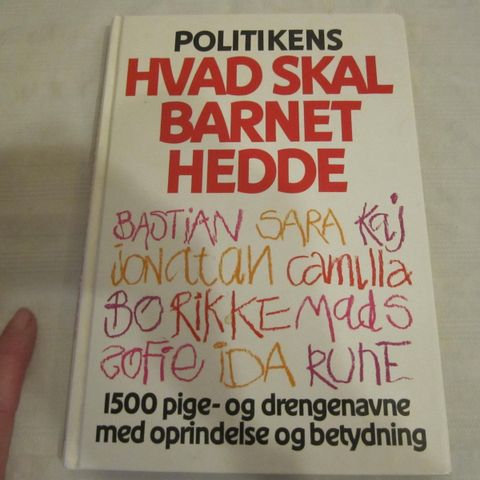 POLITIKENS
HVAD SKAL
BARNET
HEDDE
BASTIAN SARA Kaj
jonatan camilla
BO RIKKE Mads
Sofie iDA RUNE
1500 pige- og drengenavne
med oprindelse og betydning